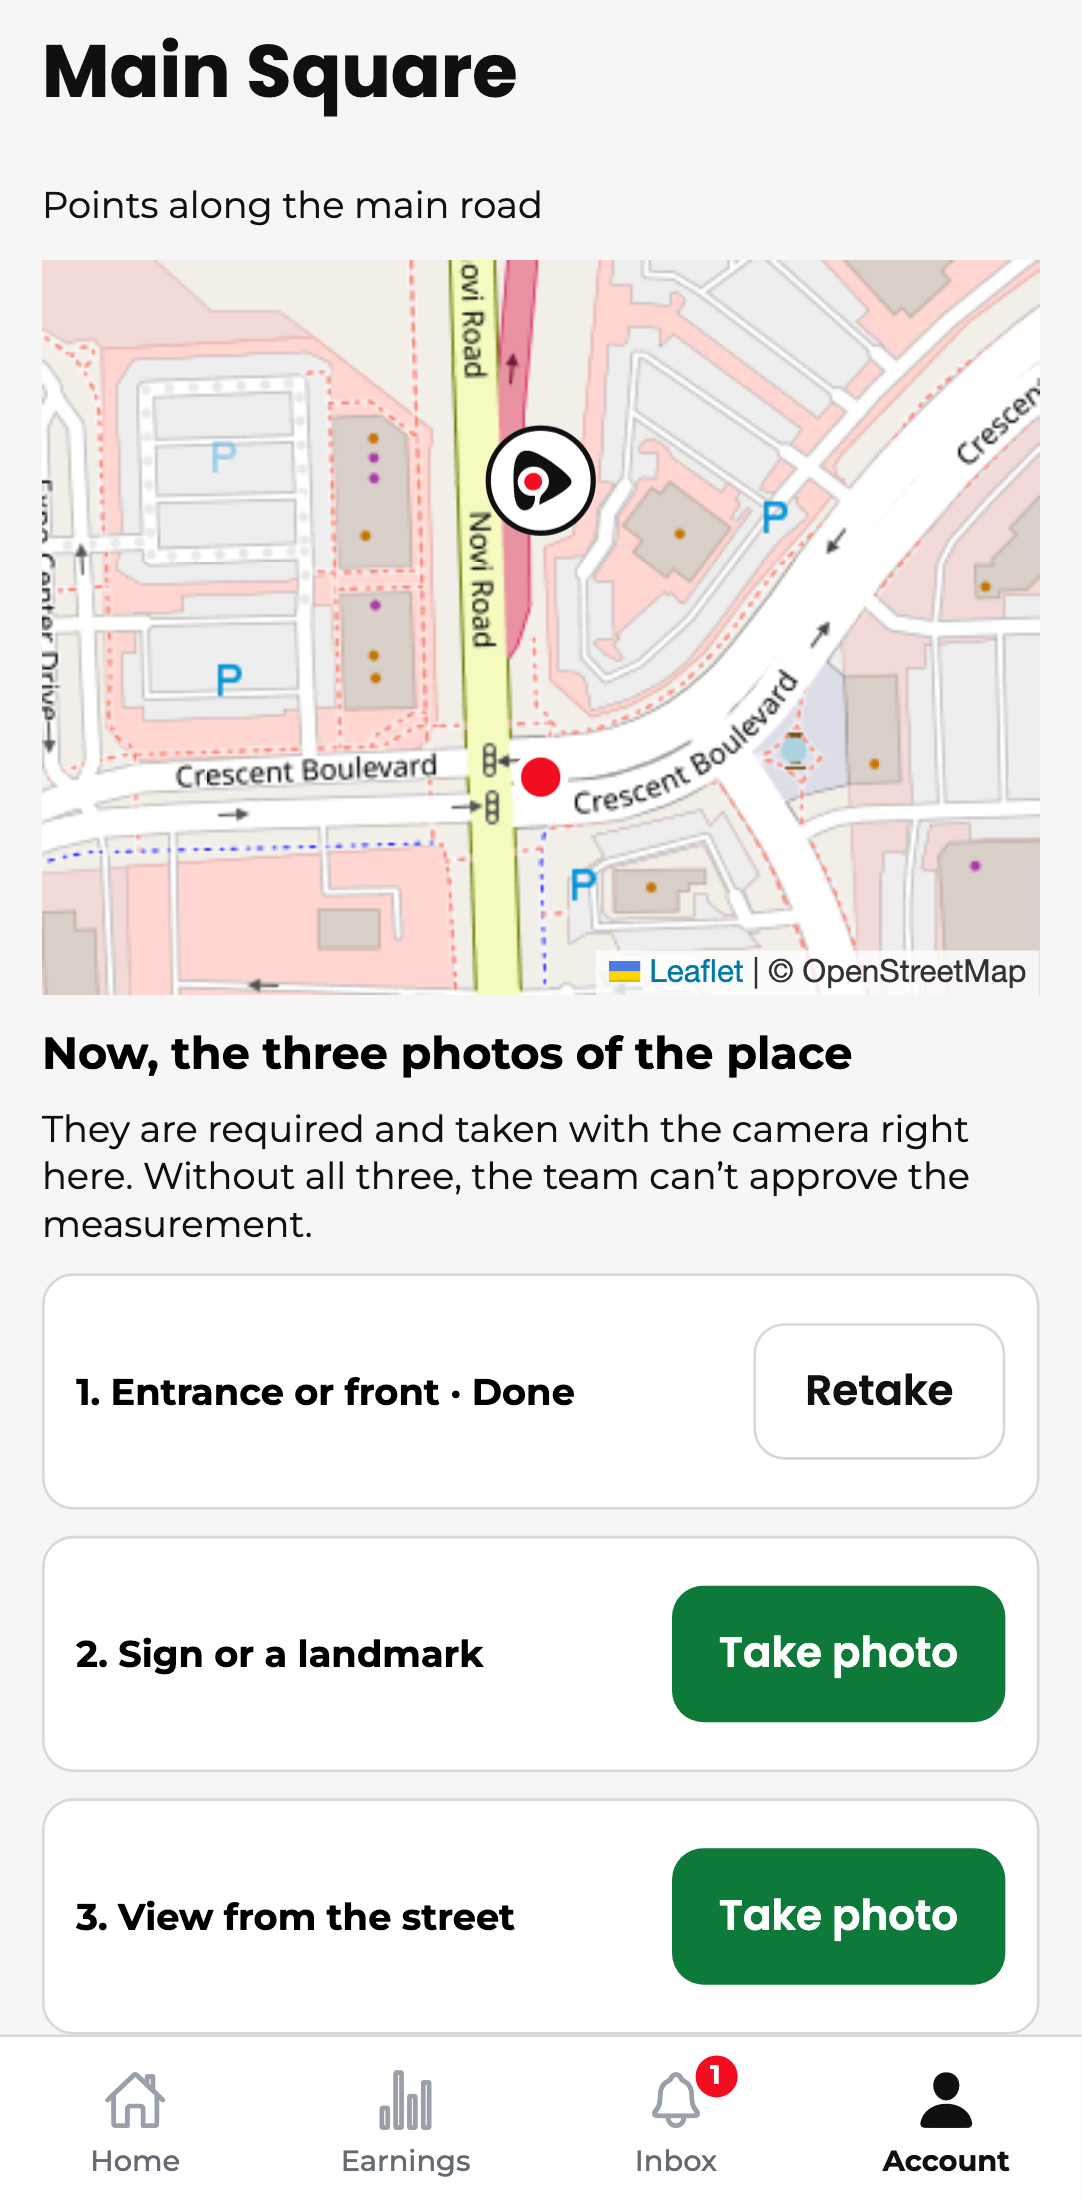 Main Square
Points along the main road
ovi Road
Novi Road
Crescen
P
P
P
P
Center Drive
Crescent Boulevard
Crescent Boulevard
Leaflet | © OpenStreetMap
Now, the three photos of the place
They are required and taken with the camera right
here. Without all three, the team can’t approve the
measurement.
1. Entrance or front · Done
Retake
2. Sign or a landmark
Take photo
3. View from the street
Take photo
1
Home
Earnings
Inbox
Account